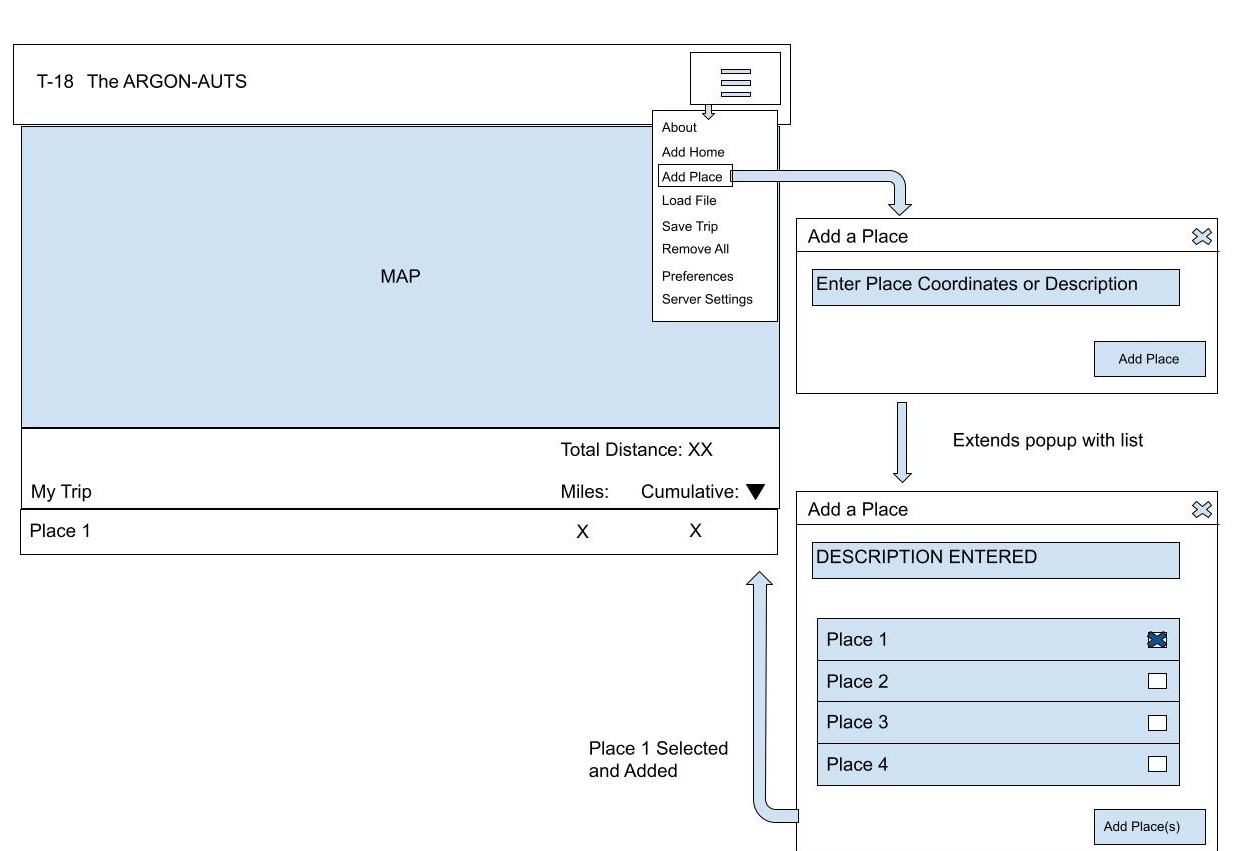 T-18 The ARGON-AUTS
About
Add Home
Add Place
Load File
Save Trip
Remove All
Preferences
Server Settings
MAP
Total Distance: XX
My Trip Miles: Cumulative:
Place 1 X X
Add a Place
Enter Place Coordinates or Description
Add Place
Extends popup with list
Add a Place
DESCRIPTION ENTERED
Place 1
Place 2
Place 3
Place 4
Add Place(s)
Place 1 Selected
and Added